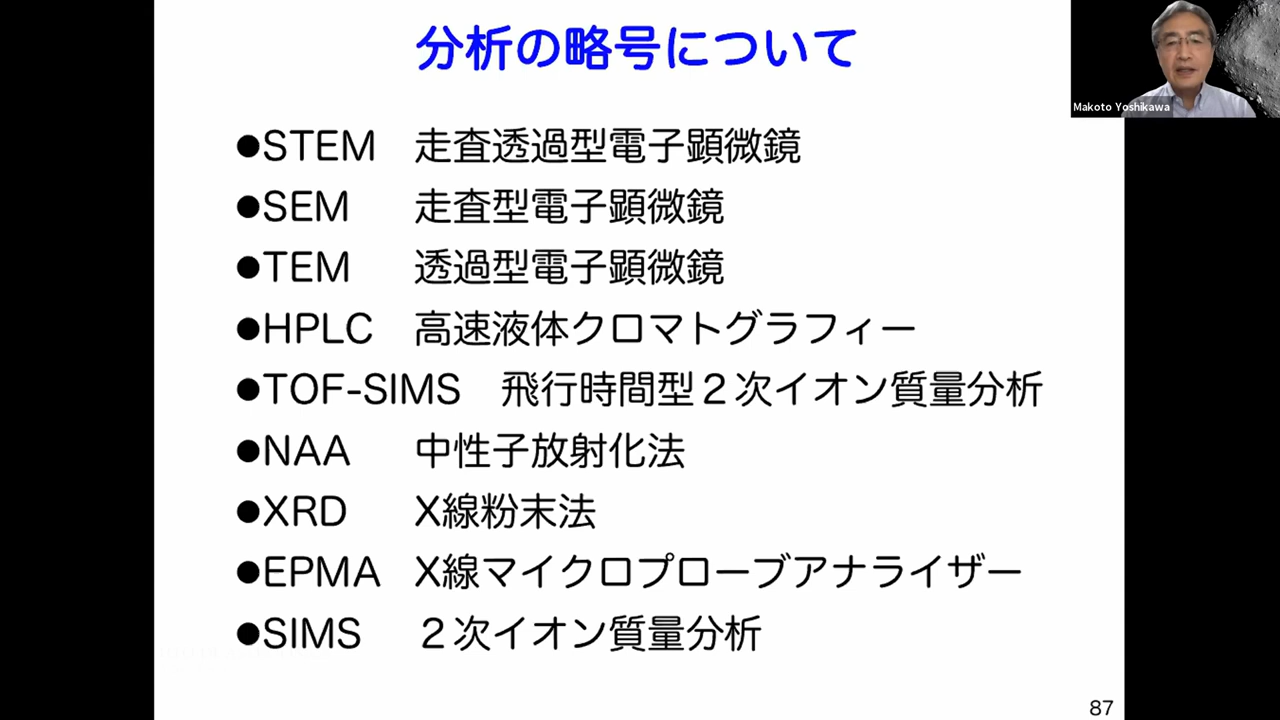 分析の略号について
Makoto Yoshikawa
●STEM 走査透過型電子顕微鏡
●SEM 走査型電子顕微鏡
●TEM 透過型電子顕微鏡
●HPLC 高速液体クロマトグラフィー
●TOF-SIMS 飛行時間型２次イオン質量分析
●NAA 中性子放射化法
●XRD X線粉末法
●EPMA X線マイクロプローブアナライザー
●SIMS ２次イオン質量分析
87